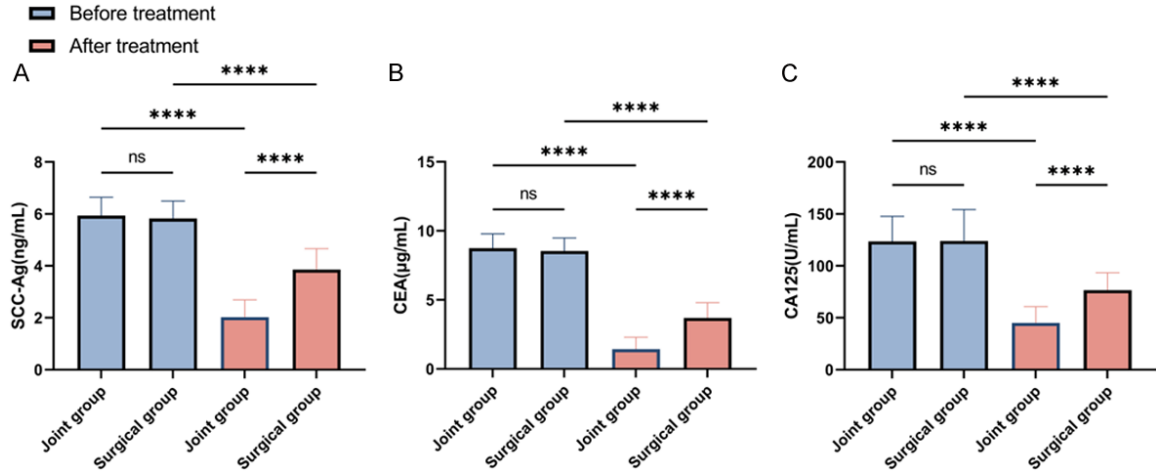 Before treatment
After treatment
A
****
****
ns
****
8
6
4
2
0
SCC-Ag(ng/mL)
Joint group
Surgical group
Joint group
Surgical group
B
****
****
ns
****
15
10
5
0
CEA(μg/mL)
Joint group
Surgical group
Joint group
Surgical group
C
****
****
ns
****
200
150
100
50
0
CA125(U/mL)
Joint group
Surgical group
Joint group
Surgical group